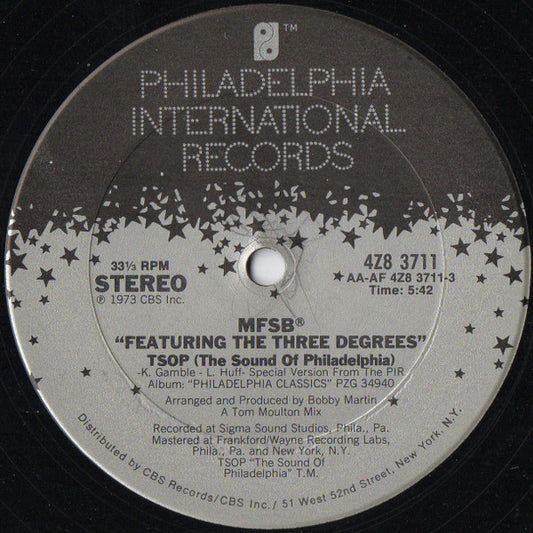 ™
PHILADELPHIA
INTERNATIONAL
RECORDS
33⅓ RPM
STEREO
℗ 1973 CBS Inc.
4Z8 3711
★AA-AF 4Z8 3711-3
Time: 5:42
MFSB®
"FEATURING THE THREE DEGREES"
TSOP (The Sound Of Philadelphia)
-K. Gamble - L. Huff- Special Version From The PIR
Album: "PHILADELPHIA CLASSICS" PZG 34940
Arranged and Produced by Bobby Martin
A Tom Moulton Mix
Recorded at Sigma Sound Studios, Phila., Pa.
Mastered at Frankford/Wayne Recording Labs,
Phila., Pa. and New York, N.Y.
TSOP "The Sound Of
Philadelphia" T.M.
Distributed by CBS Records/CBS Inc./ 51 West 52nd Street, New York, N.Y.